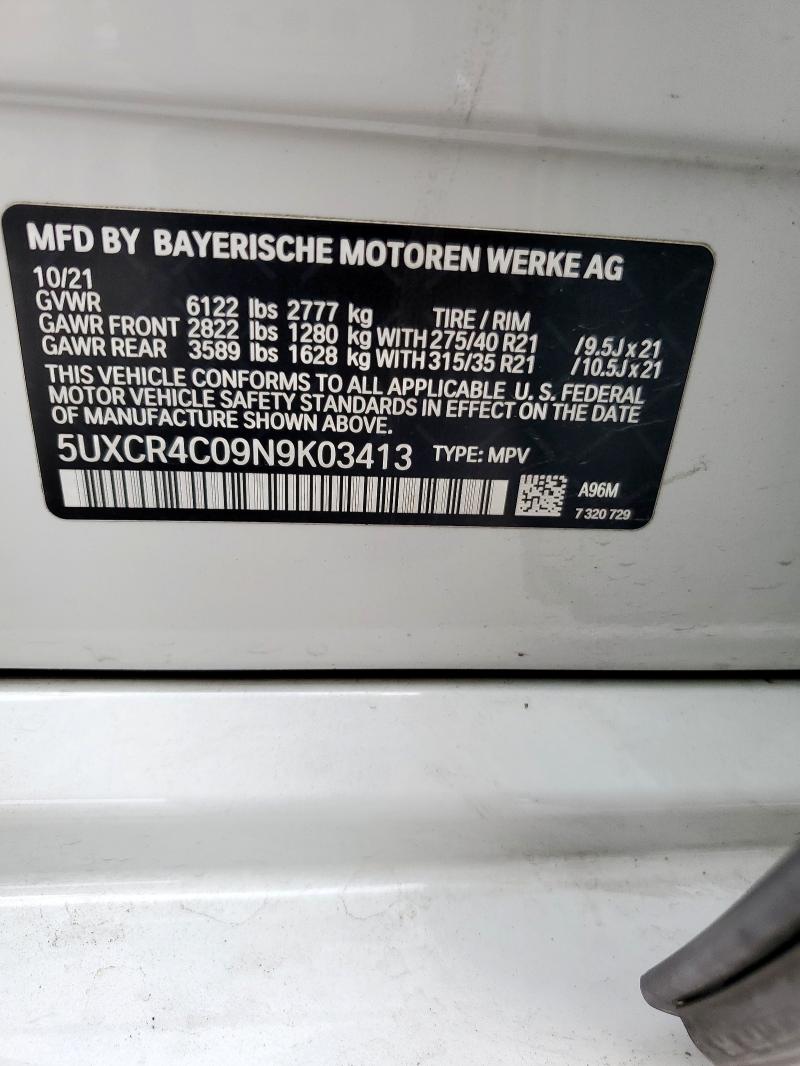 MFD BY BAYERISCHE MOTOREN WERKE AG
10/21
GVWR 6122 lbs 2777 kg TIRE / RIM
GAWR FRONT 2822 lbs 1280 kg WITH 275/40 R21 /9.5J x 21
GAWR REAR 3589 lbs 1628 kg WITH 315/35 R21 /10.5J x 21
THIS VEHICLE CONFORMS TO ALL APPLICABLE U. S. FEDERAL
MOTOR VEHICLE SAFETY STANDARDS IN EFFECT ON THE DATE
OF MANUFACTURE SHOWN ABOVE.
5UXCR4C09N9K03413 TYPE: MPV
A96M
7 320 729